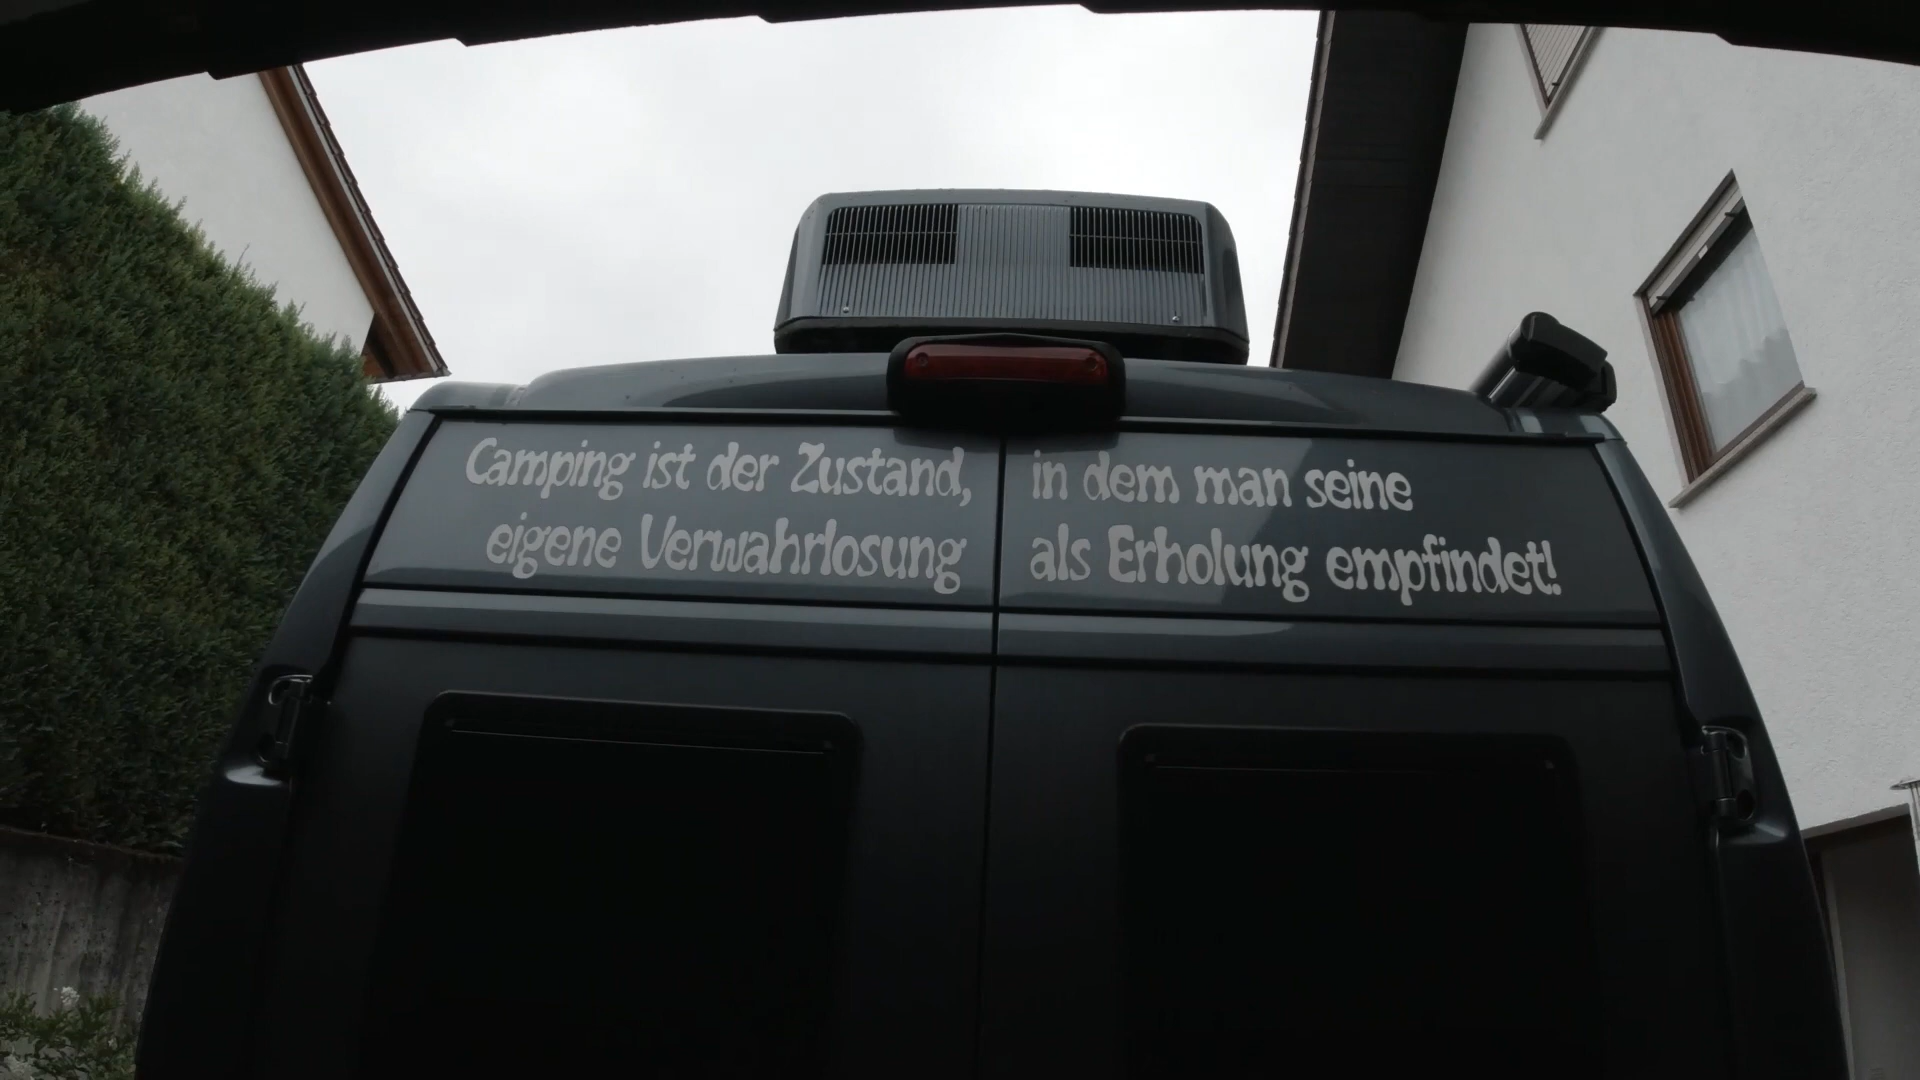 Camping ist der Zustand, in dem man seine
eigene Verwahrlosung als Erholung empfindet!